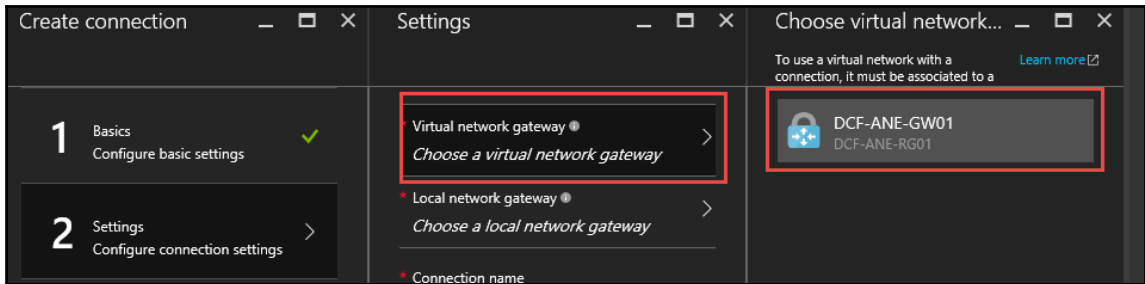 Create connection
1
Basics
Configure basic settings
2
Settings
Configure connection settings
Settings
* Virtual network gateway
Choose a virtual network gateway
* Local network gateway
Choose a local network gateway
* Connection name
Choose virtual network...
To use a virtual network with a Learn more
connection, it must be associated to a
DCF-ANE-GW01
DCF-ANE-RG01